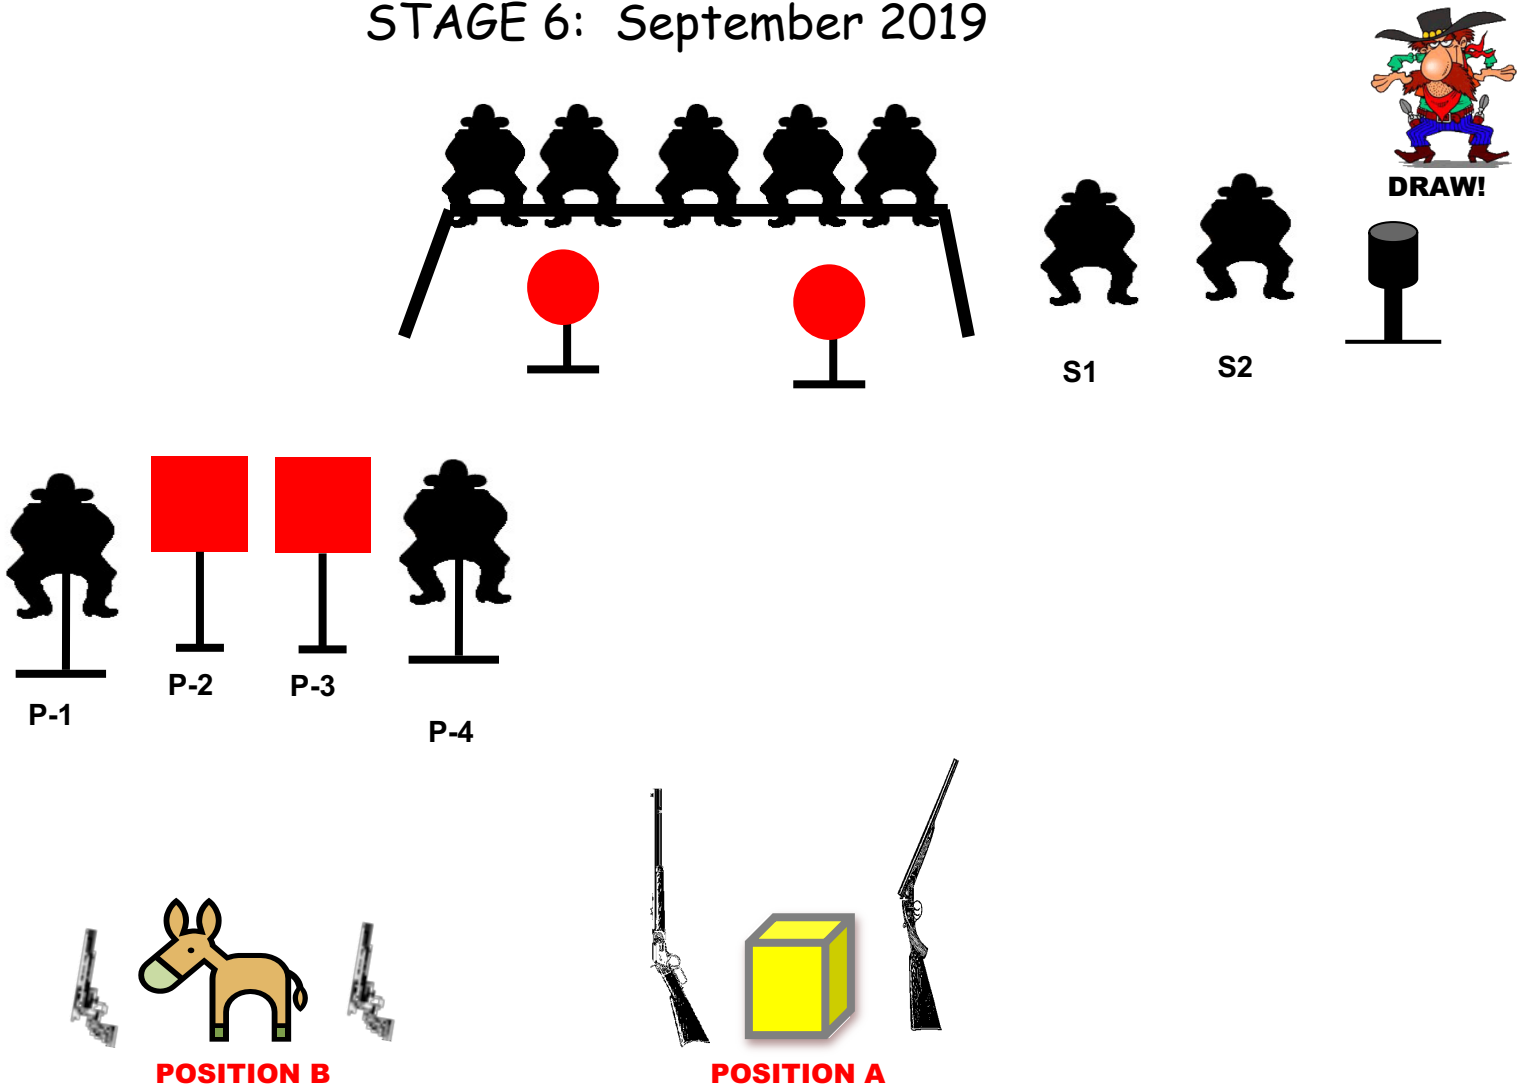 STAGE 6:  September 2019
DRAW!
S1
S2
P-1
P-2
P-3
P-4
POSITION B
POSITION A